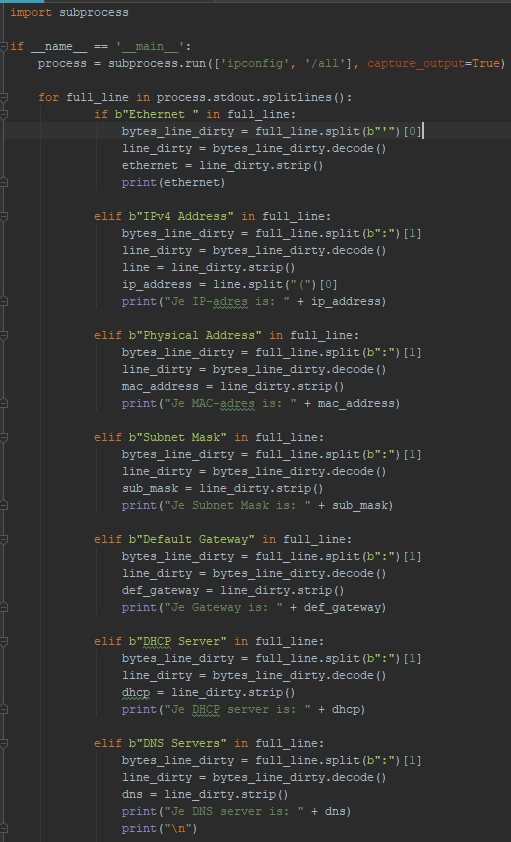 import subprocess
if __name__ == '__main__':
    process = subprocess.run(['ipconfig', '/all'], capture_output=True)
    for full_line in process.stdout.splitlines():
            if b"Ethernet " in full_line:
                bytes_line_dirty = full_line.split(b"'")[0]
                line_dirty = bytes_line_dirty.decode()
                ethernet = line_dirty.strip()
                print(ethernet)
            elif b"IPv4 Address" in full_line:
                bytes_line_dirty = full_line.split(b":")[1]
                line_dirty = bytes_line_dirty.decode()
                line = line_dirty.strip()
                ip_address = line.split("(")[0]
                print("Je IP-adres is: " + ip_address)
            elif b"Physical Address" in full_line:
                bytes_line_dirty = full_line.split(b":")[1]
                line_dirty = bytes_line_dirty.decode()
                mac_address = line_dirty.strip()
                print("Je MAC-adres is: " + mac_address)
            elif b"Subnet Mask" in full_line:
                bytes_line_dirty = full_line.split(b":")[1]
                line_dirty = bytes_line_dirty.decode()
                sub_mask = line_dirty.strip()
                print("Je Subnet Mask is: " + sub_mask)
            elif b"Default Gateway" in full_line:
                bytes_line_dirty = full_line.split(b":")[1]
                line_dirty = bytes_line_dirty.decode()
                def_gateway = line_dirty.strip()
                print("Je Gateway is: " + def_gateway)
            elif b"DHCP Server" in full_line:
                bytes_line_dirty = full_line.split(b":")[1]
                line_dirty = bytes_line_dirty.decode()
                dhcp = line_dirty.strip()
                print("Je DHCP server is: " + dhcp)
            elif b"DNS Servers" in full_line:
                bytes_line_dirty = full_line.split(b":")[1]
                line_dirty = bytes_line_dirty.decode()
                dns = line_dirty.strip()
                print("Je DNS server is: " + dns)
                print("\n")